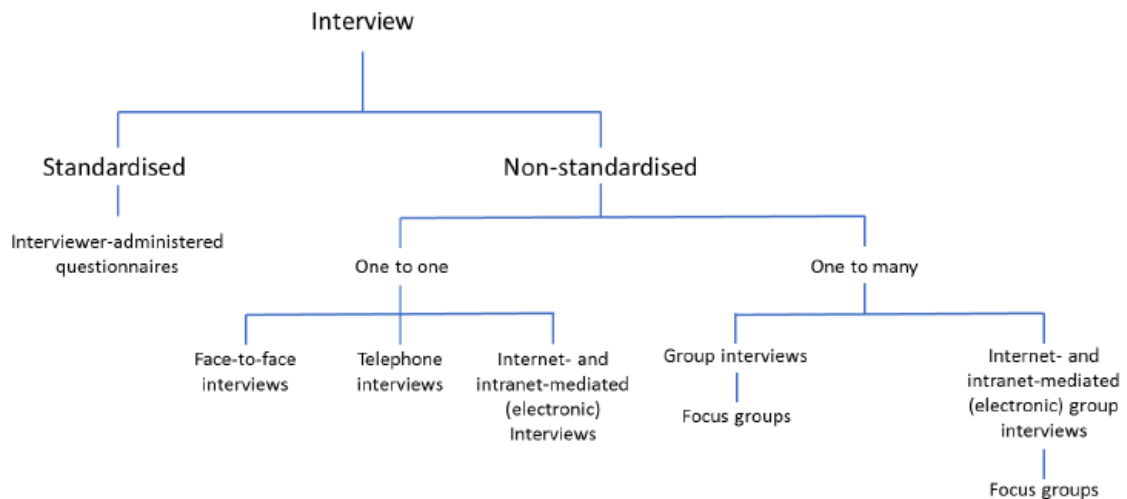 Interview
Standardised
Non-standardised
Interviewer-administered
questionnaires
One to one
One to many
Face-to-face
interviews
Telephone
interviews
Internet- and
intranet-mediated
(electronic)
Interviews
Group interviews
Focus groups
Internet- and
intranet-mediated
(electronic) group
interviews
Focus groups